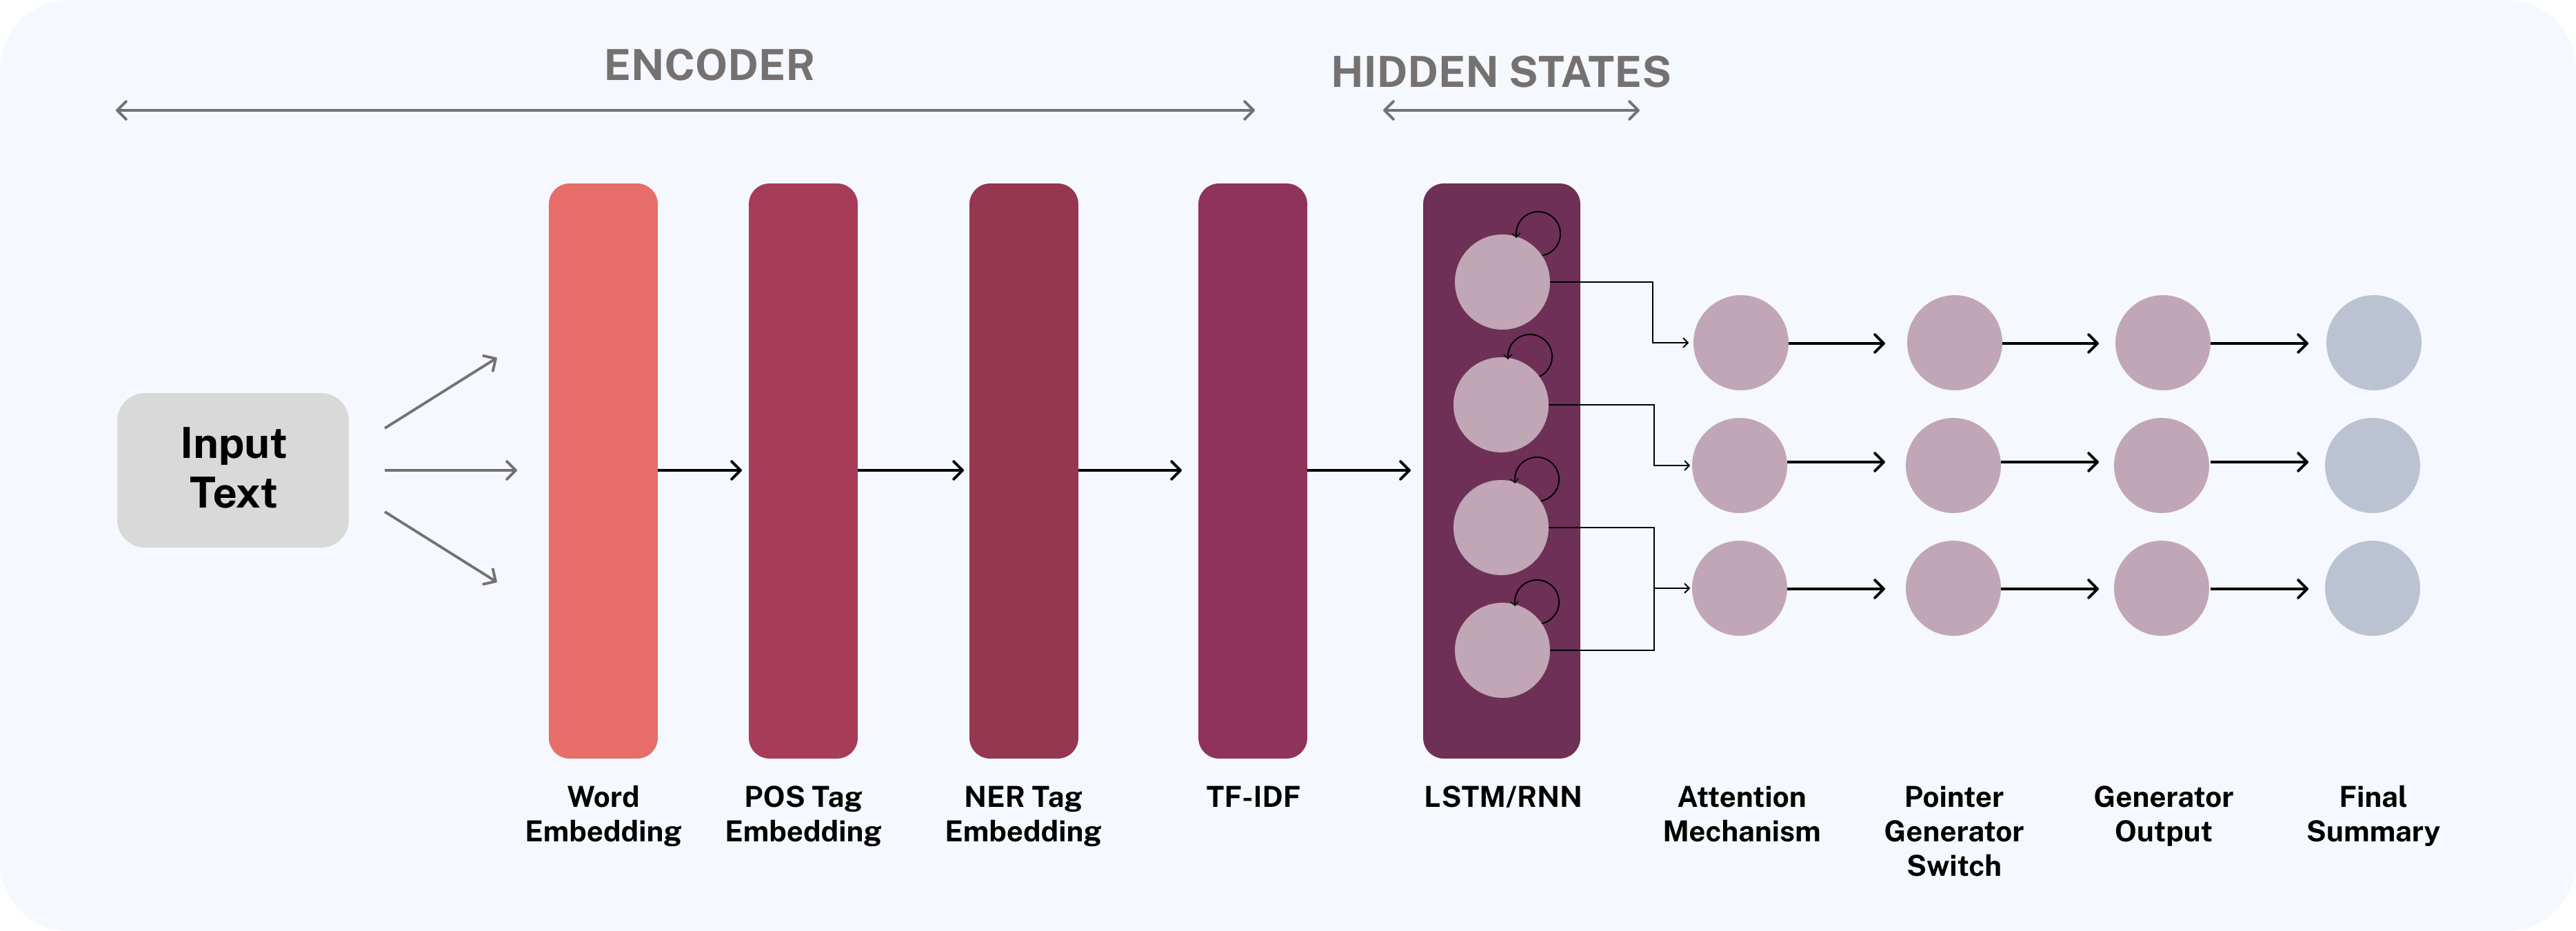 ENCODER
HIDDEN STATES
Input
Text
Word
Embedding
POS Tag
Embedding
NER Tag
Embedding
TF-IDF
LSTM/RNN
Attention
Mechanism
Pointer
Generator
Switch
Generator
Output
Final
Summary